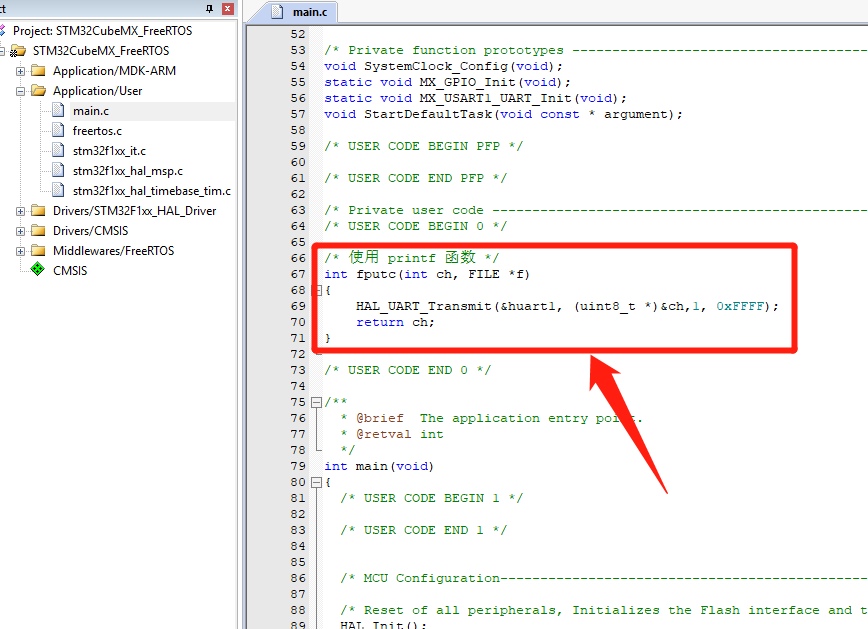 ct
main.c
Project: STM32CubeMX_FreeRTOS
STM32CubeMX_FreeRTOS
Application/MDK-ARM
Application/User
main.c
freertos.c
stm32f1xx_it.c
stm32f1xx_hal_msp.c
stm32f1xx_hal_timebase_tim.c
Drivers/STM32F1xx_HAL_Driver
Drivers/CMSIS
Middlewares/FreeRTOS
CMSIS
52
53 /* Private function prototypes -------------------------------------
54 void SystemClock_Config(void);
55 static void MX_GPIO_Init(void);
56 static void MX_USART1_UART_Init(void);
57 void StartDefaultTask(void const * argument);
58
59 /* USER CODE BEGIN PFP */
60
61 /* USER CODE END PFP */
62
63 /* Private user code -----------------------------------------------
64 /* USER CODE BEGIN 0 */
65
66 /* 使用 printf 函数 */
67 int fputc(int ch, FILE *f)
68 {
69 HAL_UART_Transmit(&huart1, (uint8_t *)&ch,1, 0xFFFF);
70 return ch;
71 }
72
73 /* USER CODE END 0 */
74
75 /**
76 * @brief The application entry point.
77 * @retval int
78 */
79 int main(void)
80 {
81 /* USER CODE BEGIN 1 */
82
83 /* USER CODE END 1 */
84
85
86 /* MCU Configuration----------------------------------------------
87
88 /* Reset of all peripherals, Initializes the Flash interface and t
89 HAL_Init();